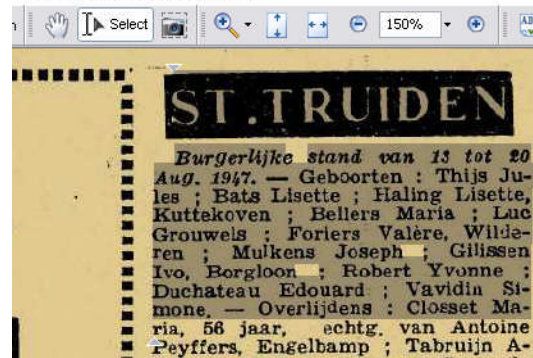 Select
150%
ST.TRUIDEN
Burgerlijke stand van 13 tot 20
Aug. 1947. — Geboorten : Thijs Ju-
les ; Bats Lisette ; Haling Lisette,
Kuttekoven ; Bellers Maria ; Luc
Grouwels ; Foriers Valère, Wilde-
ren ; Mulkens Joseph ; Gilissen
Ivo, Borgloon ; Robert Yvonne ;
Duchateau Edouard ; Vavidin Si-
mone. — Overlijdens : Closset Ma-
ria, 56 jaar, echtg. van Antoine
Peyffers, Engelbamp ; Tabruijn A-